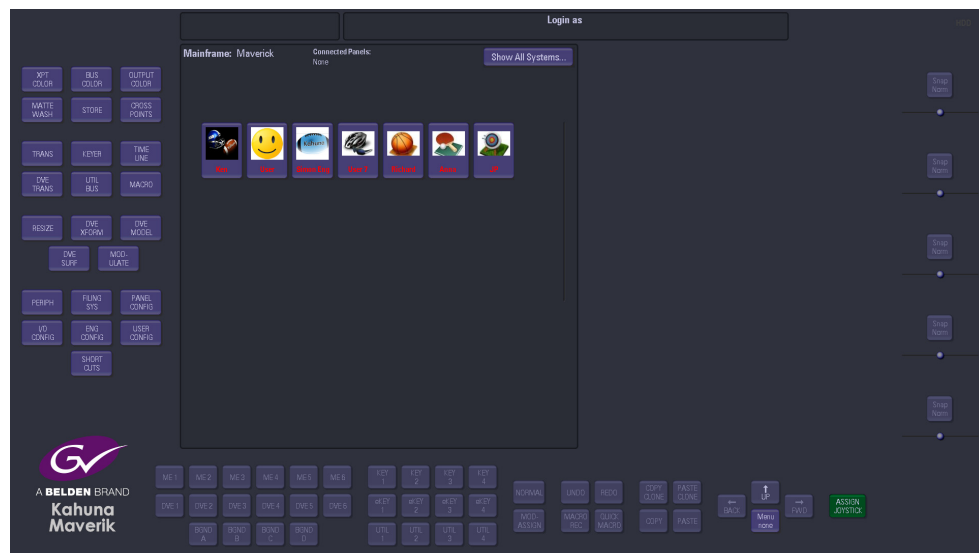 Login as
Mainframe: Maverick
Connected Panels:
None
Show All Systems...
XPT
COLOR
BUS
COLOR
OUTPUT
COLOR
MATTE
WASH
STORE
CROSS
POINTS
TRANS
KEYER
TIME
LINE
DVE
TRANS
UTIL
BUS
MACRO
RESIZE
DVE
XFORM
DVE
MODEL
DVE
SURF
MOD-
ULATE
PERIPH
FILING
SYS
PANEL
CONFIG
I/O
CONFIG
ENG
CONFIG
USER
CONFIG
SHORT
CUTS
Kahuna
Snap
Norm
Snap
Norm
Snap
Norm
Snap
Norm
Snap
Norm
GV
A BELDEN BRAND
Kahuna
Maverik
ME 1
ME 2
ME 3
ME 4
ME 5
ME 6
DVE 1
DVE 2
DVE 3
DVE 4
DVE 5
DVE 6
BGND
A
BGND
B
BGND
C
BGND
D
KEY
1
KEY
2
KEY
3
KEY
4
øKEY
1
øKEY
2
øKEY
3
øKEY
4
UTIL
1
UTIL
2
UTIL
3
UTIL
4
NORMAL
MOD-
ASSIGN
UNDO
REDO
MACRO
REC
QUICK
MACRO
COPY
CLONE
PASTE
CLONE
COPY
PASTE
←
BACK
↑
UP
Menu
none
→
FWD
ASSIGN
JOYSTICK